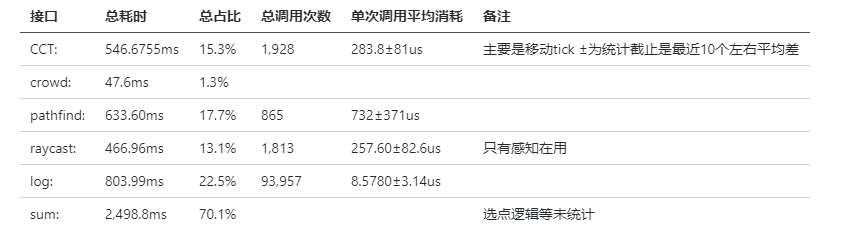 接口 总耗时 总占比 总调用次数 单次调用平均消耗 备注
CCT: 546.6755ms 15.3% 1,928 283.8±81us 主要是移动tick ±为统计截止是最近10个左右平均差
crowd: 47.6ms 1.3%
pathfind: 633.60ms 17.7% 865 732±371us
raycast: 466.96ms 13.1% 1,813 257.60±82.6us 只有感知在用
log: 803.99ms 22.5% 93,957 8.5780±3.14us
sum: 2,498.8ms 70.1% 选点逻辑等未统计